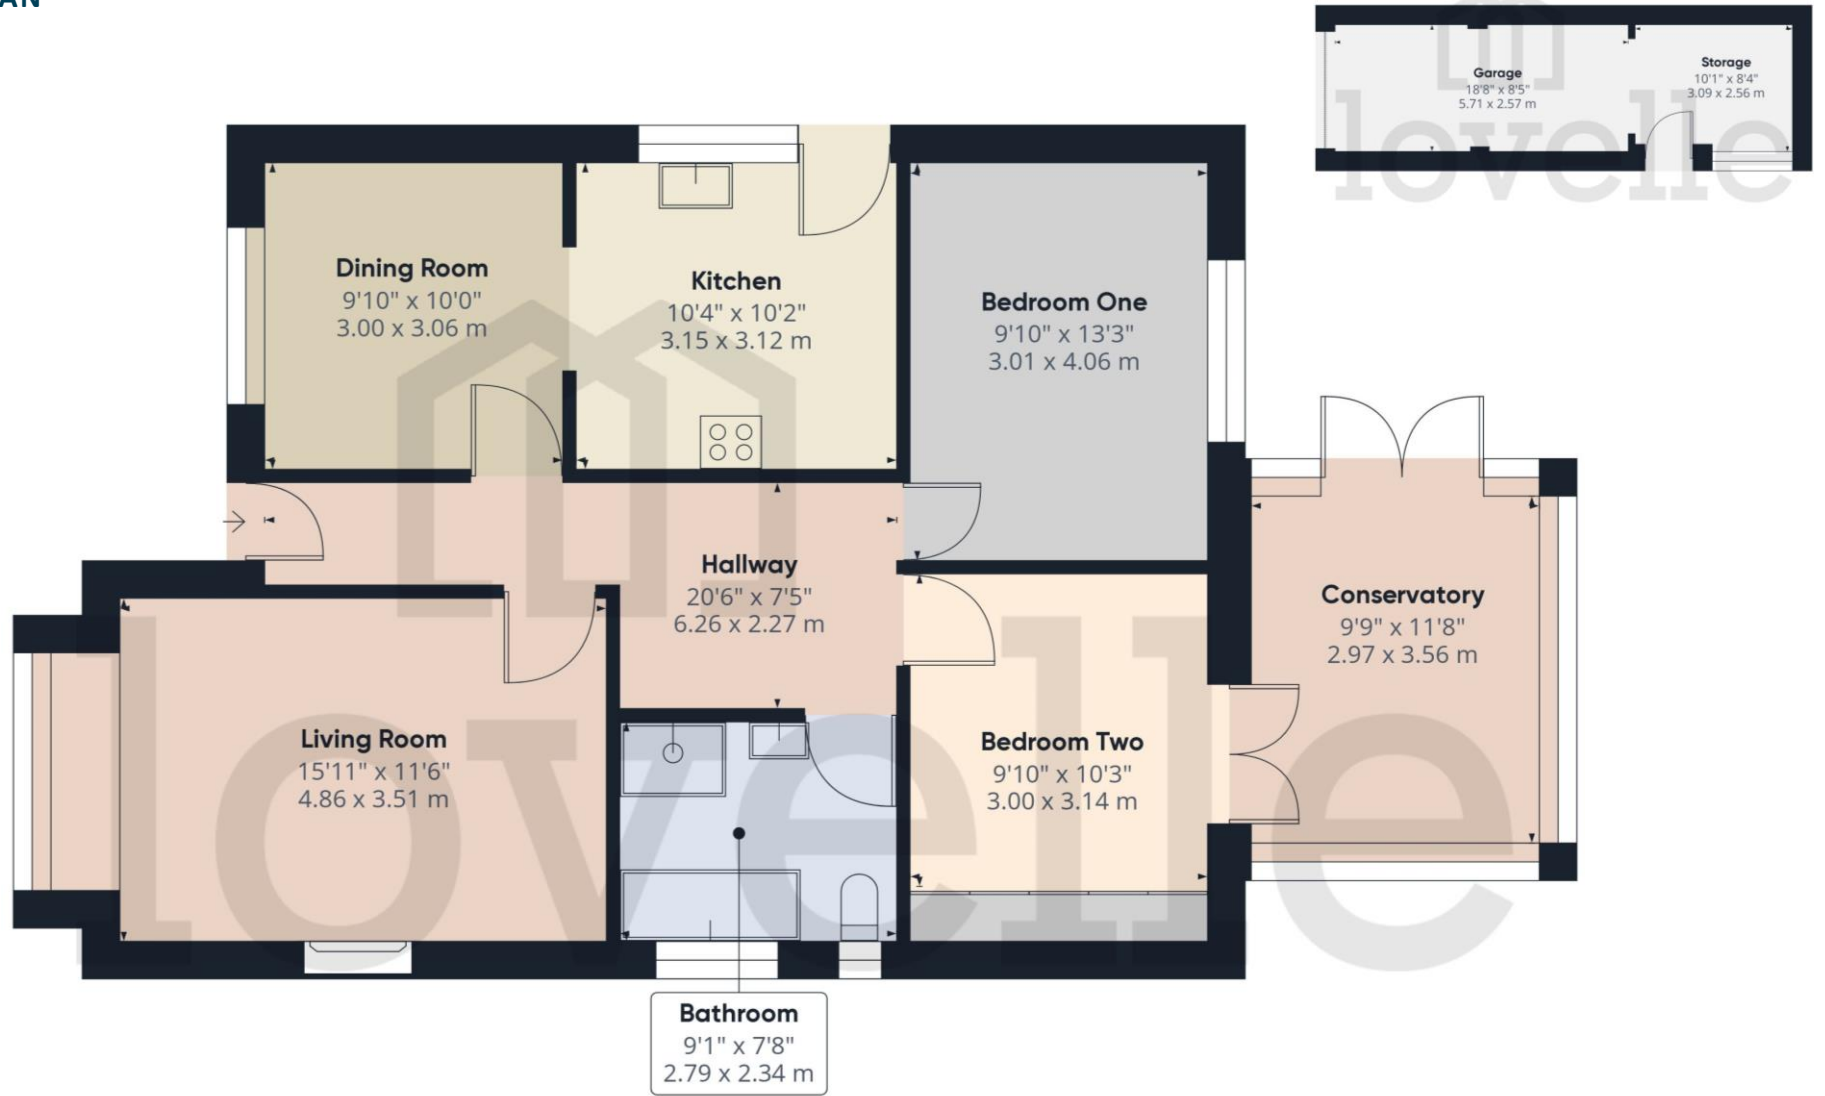 AN
Garage
18'8" x 8'5"
5.71 x 2.57 m
Storage
10'1" x 8'4"
3.09 x 2.56 m
lovelle
Dining Room
9'10" x 10'0"
3.00 x 3.06 m
Kitchen
10'4" x 10'2"
3.15 x 3.12 m
Bedroom One
9'10" x 13'3"
3.01 x 4.06 m
Hallway
20'6" x 7'5"
6.26 x 2.27 m
Conservatory
9'9" x 11'8"
2.97 x 3.56 m
Living Room
15'11" x 11'6"
4.86 x 3.51 m
Bedroom Two
9'10" x 10'3"
3.00 x 3.14 m
lovelle
Bathroom
9'1" x 7'8"
2.79 x 2.34 m